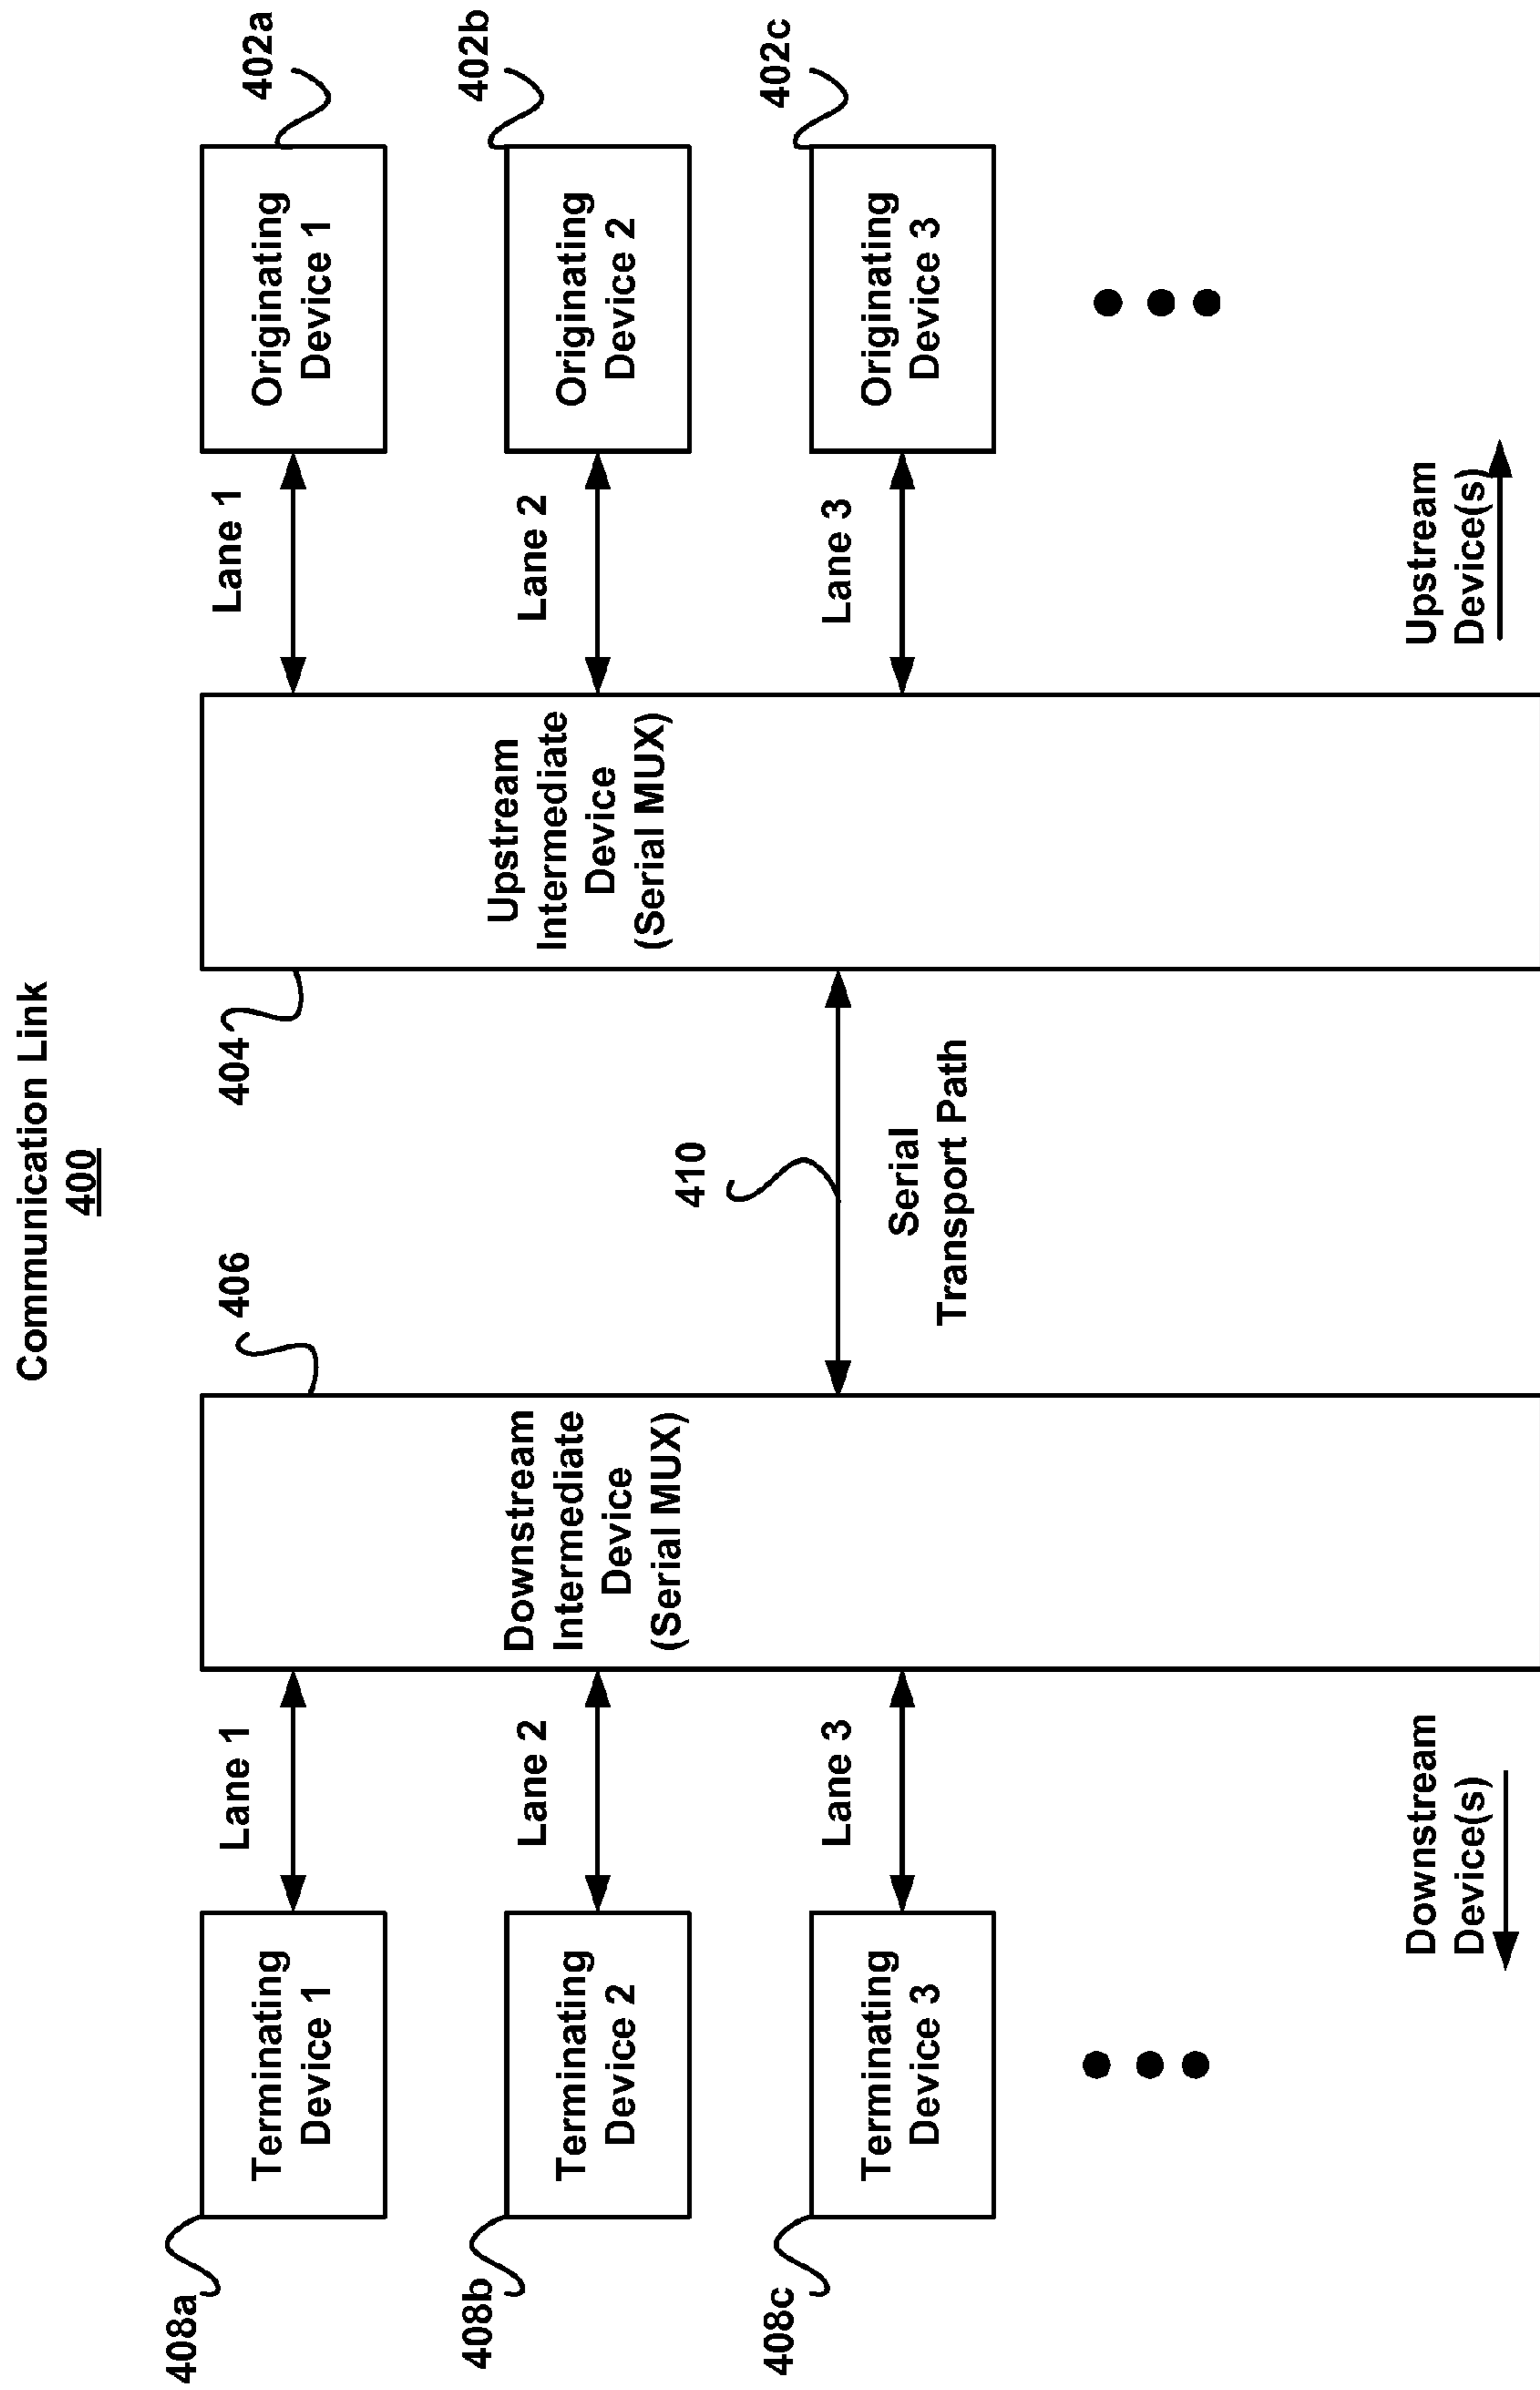 Communication Link
400
408a
Terminating
Device 1
Lane 1
406
404
Lane 1
Originating
Device 1
402a
408b
Terminating
Device 2
Lane 2
Downstream
Intermediate
Device
(Serial MUX)
410
Serial
Transport Path
Upstream
Intermediate
Device
(Serial MUX)
Lane 2
Originating
Device 2
402b
408c
Terminating
Device 3
Lane 3
Lane 3
Originating
Device 3
402c
Downstream
Device(s)
Upstream
Device(s)